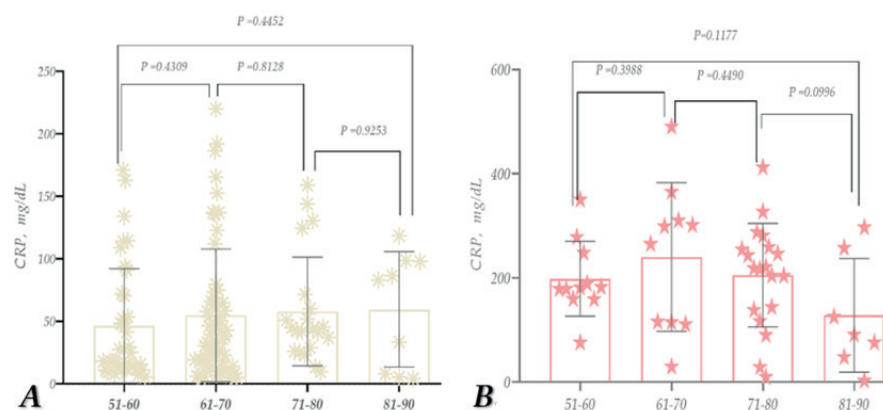 P =0.4452
P =0.4309
P =0.8128
P =0.9253
CRP, mg/dL
250
200
150
100
50
0
51-60
61-70
71-80
81-90
A
P =0.1177
P =0.3988
P =0.4490
P =0.0996
CRP, mg/dL
600
400
200
0
51-60
61-70
71-80
81-90
B